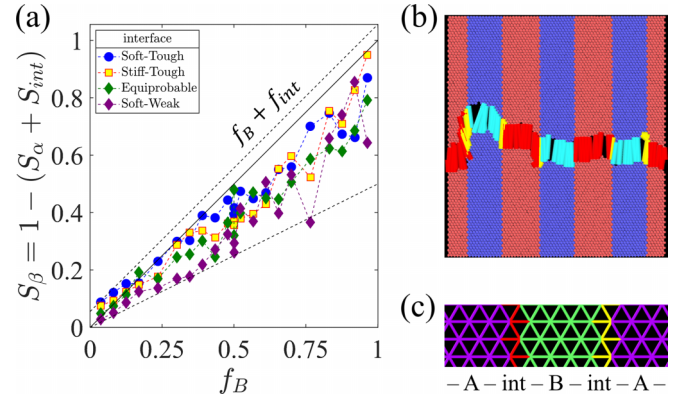 (a)
interface
Soft-Tough
Stiff-Tough
Equiprobable
Soft-Weak
f_B + f_int
S_β = 1 − (S_α + S_int)
1
0.8
0.6
0.4
0.2
0
0 0.25 0.5 0.75 1
f_B
(b)
(c)
– A – int – B – int – A –